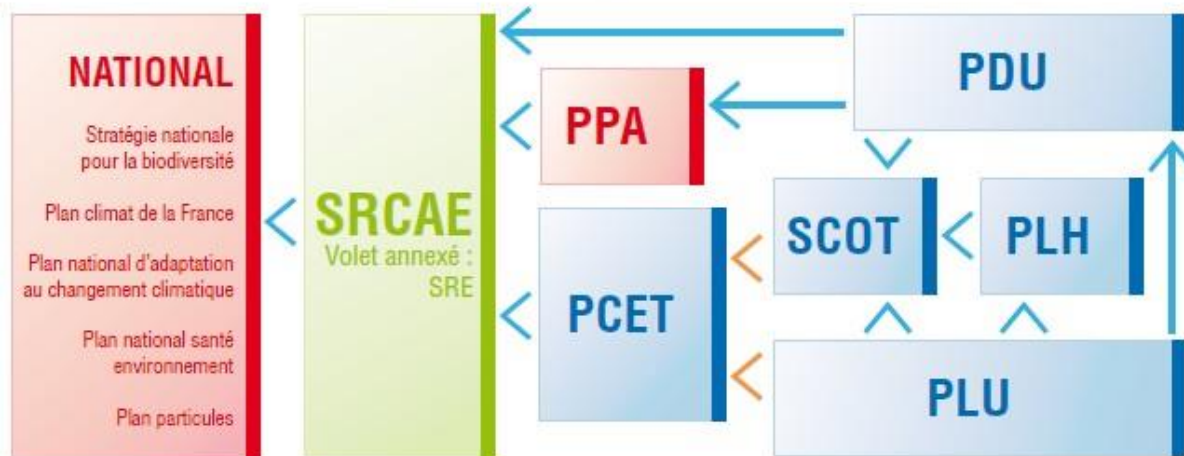 NATIONAL
Stratégie nationale
pour la biodiversité
Plan climat de la France
Plan national d'adaptation
au changement climatique
Plan national santé
environnement
Plan particules
SRCAE
Volet annexé :
SRE
PPA
PCET
PDU
SCOT
PLH
PLU